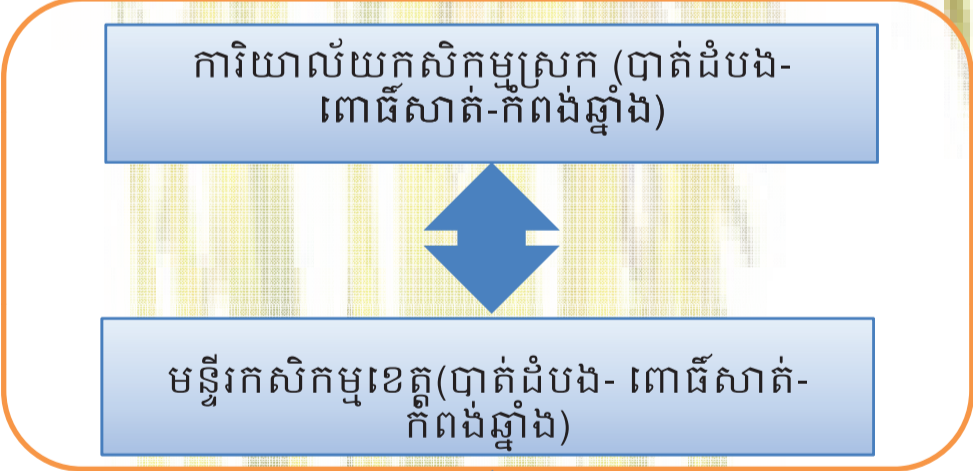 ការិយាល័យកសិកម្មស្រុក (បាត់ដំបង-
ពោធិ៍សាត់-កំពង់ឆ្នាំង)
មន្ទីរកសិកម្មខេត្ត(បាត់ដំបង- ពោធិ៍សាត់-
កំពង់ឆ្នាំង)